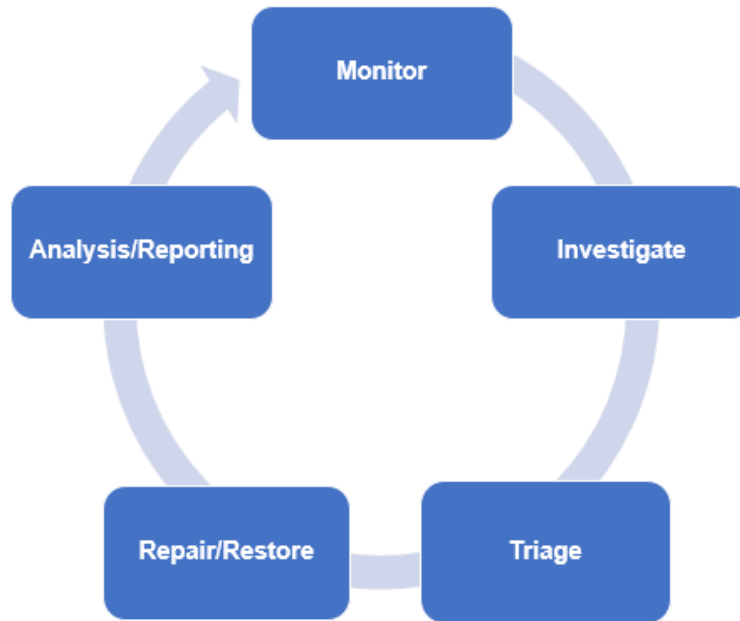 Monitor
Investigate
Triage
Repair/Restore
Analysis/Reporting